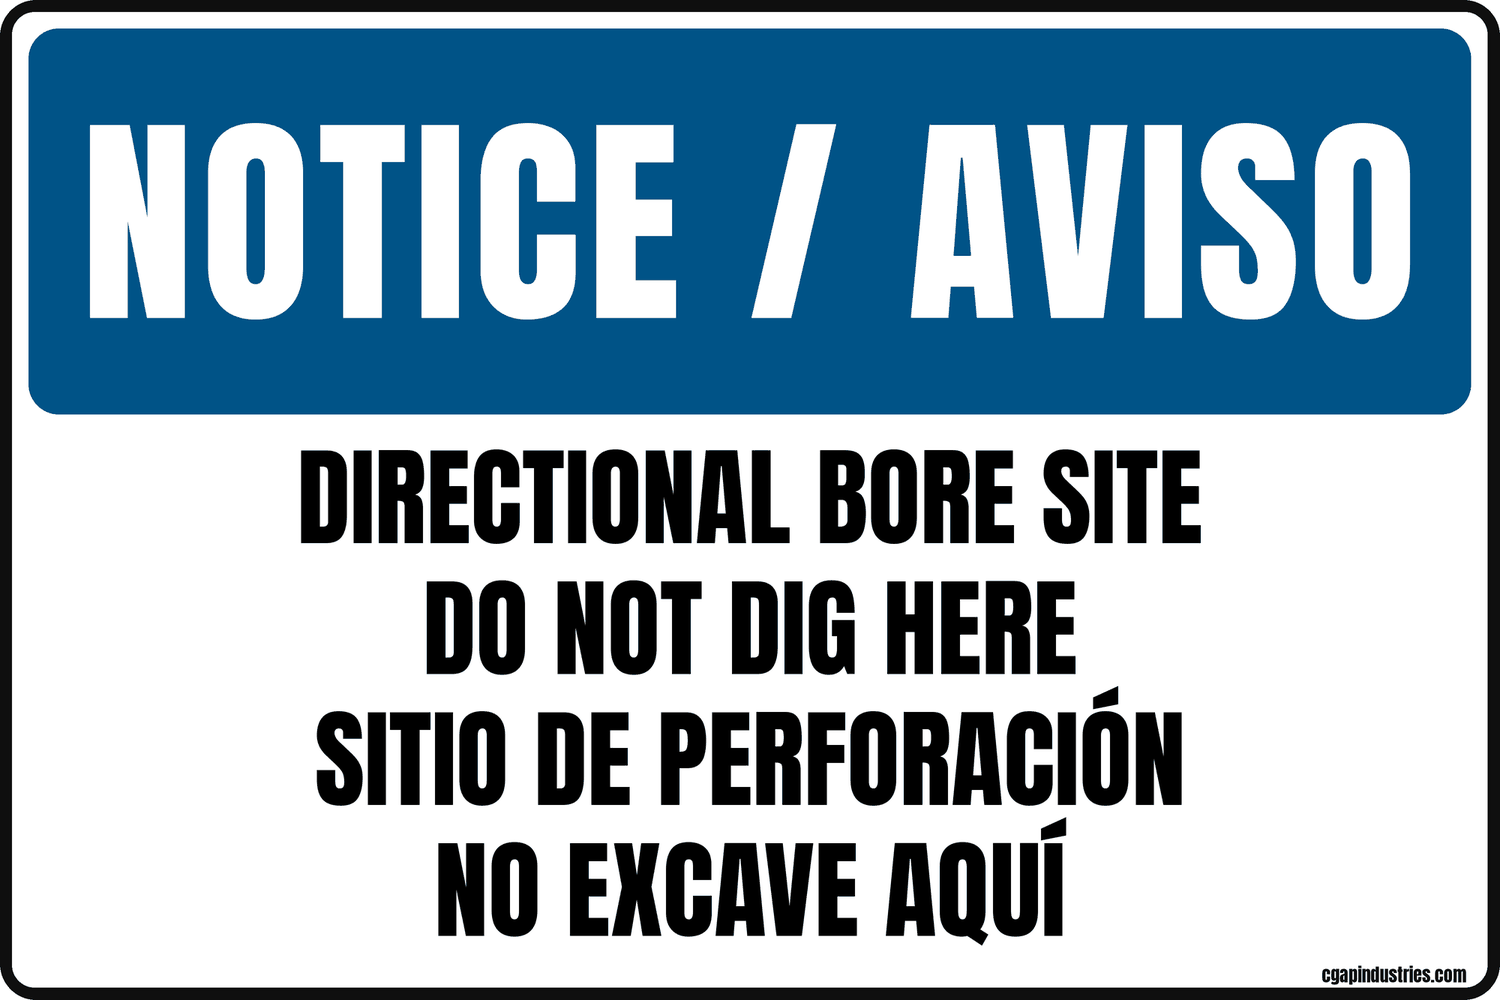 NOTICE / AVISO
DIRECTIONAL BORE SITE
DO NOT DIG HERE
SITIO DE PERFORACIÓN
NO EXCAVE AQUÍ
cgapindustries.com